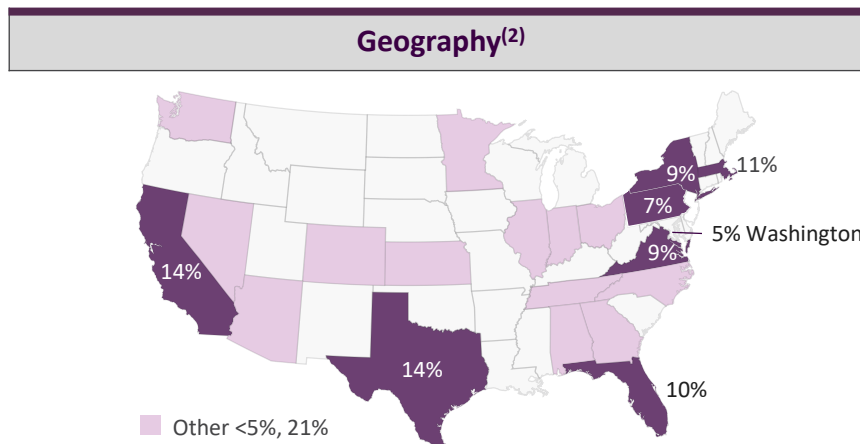 Geography(2)
9%
11%
7%
5% Washington
9%
14%
14%
10%
Other <5%, 21%